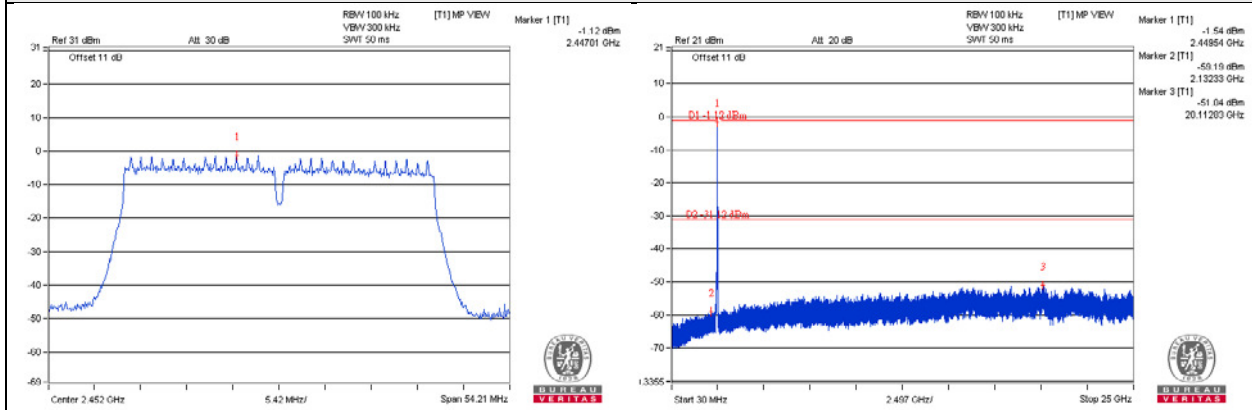 RBW 100 kHz
VBW 300 kHz
SWT 50 ms
[T1] MP VIEW
Marker 1 [T1]
-1.12 dBm
2.44701 GHz
Ref 31 dBm
Att 30 dB
31
Offset 11 dB
20
10
0
-10
-20
-30
-40
-50
-60
-69
1
Center 2.452 GHz
5.42 MHz/
Span 54.21 MHz
BUREAU VERITAS
1828
BUREAU
VERITAS
RBW 100 kHz
VBW 300 kHz
SWT 50 ms
[T1] MP VIEW
Marker 1 [T1]
-1.54 dBm
2.44954 GHz
Marker 2 [T1]
-59.19 dBm
2.13233 GHz
Marker 3 [T1]
-51.04 dBm
20.11283 GHz
Ref 21 dBm
Att 20 dB
21
Offset 11 dB
10
0
-10
-20
-30
-40
-50
-60
-70
1
D1 -1.12 dBm
D2 -31.12 dBm
2
3
Start 30 MHz
2.497 GHz/
Stop 25 GHz
BUREAU VERITAS
1828
BUREAU
VERITAS